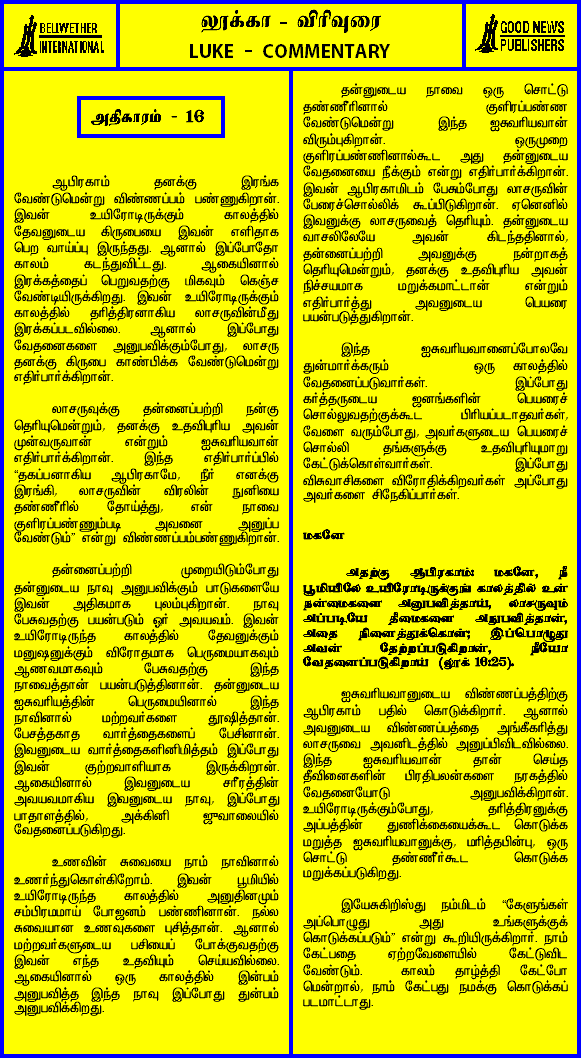 BELWETHER
INTERNATIONAL
லூக்கா - விரிவுரை
LUKE - COMMENTARY
GOOD NEWS
PUBLISHERS
அதிகாரம் - 16
ஆபிரகாம் தனக்கு இரங்க
வேண்டுமென்று விண்ணப்பம் பண்ணுகிறான்.
இவன் உயிரோடிருக்கும் காலத்தில்
தேவனுடைய கிருபையை இவன் எளிதாக
பெற வாய்ப்பு இருந்தது. ஆனால் இப்போதோ
காலம் கடந்துவிட்டது. ஆகையினால்
இரக்கத்தைப் பெறுவதற்கு மிகவும் கெஞ்ச
வேண்டியிருக்கிறது. இவன் உயிரோடிருக்கும்
காலத்தில் தரித்திரனாகிய லாசருவின்மீது
இரக்கப்படவில்லை. ஆனால் இப்போது
வேதனைகளை அனுபவிக்கும்போது, லாசரு
தனக்கு கிருபை காண்பிக்க வேண்டுமென்று
எதிர்பார்க்கிறான்.
லாசருவுக்கு தன்னைப்பற்றி நன்கு
தெரியுமென்றும், தனக்கு உதவிபுரிய அவன்
முன்வருவான் என்றும் ஐசுவரியவான்
எதிர்பார்க்கிறான். இந்த எதிர்பார்ப்பில்
“தகப்பனாகிய ஆபிரகாமே, நீர் எனக்கு
இரங்கி, லாசருவின் விரலின் நுனியை
தண்ணீரில் தோய்த்து, என் நாவை
குளிரப்பண்ணும்படி அவனை அனுப்ப
வேண்டும்” என்று விண்ணப்பம்பண்ணுகிறான்.
தன்னைப்பற்றி முறையிடும்போது
தன்னுடைய நாவு அனுபவிக்கும் பாடுகளையே
இவன் அதிகமாக புலம்புகிறான். நாவு
பேசுவதற்கு பயன்படும் ஓர் அவயவம். இவன்
உயிரோடிருந்த காலத்தில் தேவனுக்கும்
மனுஷனுக்கும் விரோதமாக பெருமையாகவும்
ஆணவமாகவும் பேசுவதற்கு இந்த
நாவைத்தான் பயன்படுத்தினான். தன்னுடைய
ஐசுவரியத்தின் பெருமையினால் இந்த
நாவினால் மற்றவர்களை தூஷித்தான்.
பேசத்தகாத வார்த்தைகளைப் பேசினான்.
இவனுடைய வார்த்தைகளினிமித்தம் இப்போது
இவன் குற்றவாளியாக இருக்கிறான்.
ஆகையினால் இவனுடைய சரீரத்தின்
அவயவமாகிய இவனுடைய நாவு, இப்போது
பாதாளத்தில், அக்கினி ஜுவாலையில்
வேதனைப்படுகிறது.
உணவின் சுவையை நாம் நாவினால்
உணர்ந்துகொள்கிறோம். இவன் பூமியில்
உயிரோடிருந்த காலத்தில் அனுதினமும்
சம்பிரமமாய் போஜனம் பண்ணினான். நல்ல
சுவையான உணவுகளை புசித்தான். ஆனால்
மற்றவர்களுடைய பசியைப் போக்குவதற்கு
இவன் எந்த உதவியும் செய்யவில்லை.
ஆகையினால் ஒரு காலத்தில் இன்பம்
அனுபவித்த இந்த நாவு இப்போது துன்பம்
அனுபவிக்கிறது.
தன்னுடைய நாவை ஒரு சொட்டு
தண்ணீரினால் குளிரப்பண்ண
வேண்டுமென்று இந்த ஐசுவரியவான்
விரும்புகிறான். ஒருமுறை
குளிரப்பண்ணினால்கூட அது தன்னுடைய
வேதனையை நீக்கும் என்று எதிர்பார்க்கிறான்.
இவன் ஆபிரகாமிடம் பேசும்போது லாசருவின்
பேரைச்சொல்லிக் கூப்பிடுகிறான். ஏனெனில்
இவனுக்கு லாசருவைத் தெரியும். தன்னுடைய
வாசலிலேயே அவன் கிடந்ததினால்,
தன்னைப்பற்றி அவனுக்கு நன்றாகத்
தெரியுமென்றும், தனக்கு உதவிபுரிய அவன்
நிச்சயமாக மறுக்கமாட்டான் என்றும்
எதிர்பார்த்து அவனுடைய பெயரை
பயன்படுத்துகிறான்.
இந்த ஐசுவரியவானைப்போலவே
துன்மார்க்கரும் ஒரு காலத்தில்
வேதனைப்படுவார்கள். இப்போது
கர்த்தருடைய ஜனங்களின் பெயரைச்
சொல்லுவதற்குக்கூட பிரியப்படாதவர்கள்,
வேளை வரும்போது, அவர்களுடைய பெயரைச்
சொல்லி தங்களுக்கு உதவிபுரியுமாறு
கேட்டுக்கொள்வார்கள். இப்போது
விசுவாசிகளை விரோதிக்கிறவர்கள் அப்போது
அவர்களை சிநேகிப்பார்கள்.
மகனே
அதற்கு ஆபிரகாம்: மகனே, நீ
பூமியிலே உயிரோடிருக்குங் காலத்தில் உன்
நன்மைகளை அனுபவித்தாய், லாசருவும்
அப்படியே தீமைகளை அநுபவித்தான்,
அதை நினைத்துக்கொள்; இப்பொழுது
அவன் தேற்றப்படுகிறான், நீயோ
வேதனைப்படுகிறாய் (லூக் 16:25).
ஐசுவரியவானுடைய விண்ணப்பத்திற்கு
ஆபிரகாம் பதில் கொடுக்கிறார். ஆனால்
அவனுடைய விண்ணப்பத்தை அங்கீகரித்து
லாசருவை அவனிடத்தில் அனுப்பிவிடவில்லை.
இந்த ஐசுவரியவான் தான் செய்த
தீவினைகளின் பிரதிபலன்களை நரகத்தில்
வேதனையோடு அனுபவிக்கிறான்.
உயிரோடிருக்கும்போது, தரித்திரனுக்கு
அப்பத்தின் துணிக்கையைக்கூட கொடுக்க
மறுத்த ஐசுவரியவானுக்கு, மரித்தபின்பு, ஒரு
சொட்டு தண்ணீர்கூட கொடுக்க
மறுக்கப்படுகிறது.
இயேசுகிறிஸ்து நம்மிடம் “கேளுங்கள்
அப்பொழுது அது உங்களுக்குக்
கொடுக்கப்படும்” என்று கூறியிருக்கிறார். நாம்
கேட்பதை ஏற்றவேளையில் கேட்டுவிட
வேண்டும். காலம் தாழ்த்தி கேட்போ
மென்றால், நாம் கேட்பது நமக்கு கொடுக்கப்
படமாட்டாது.